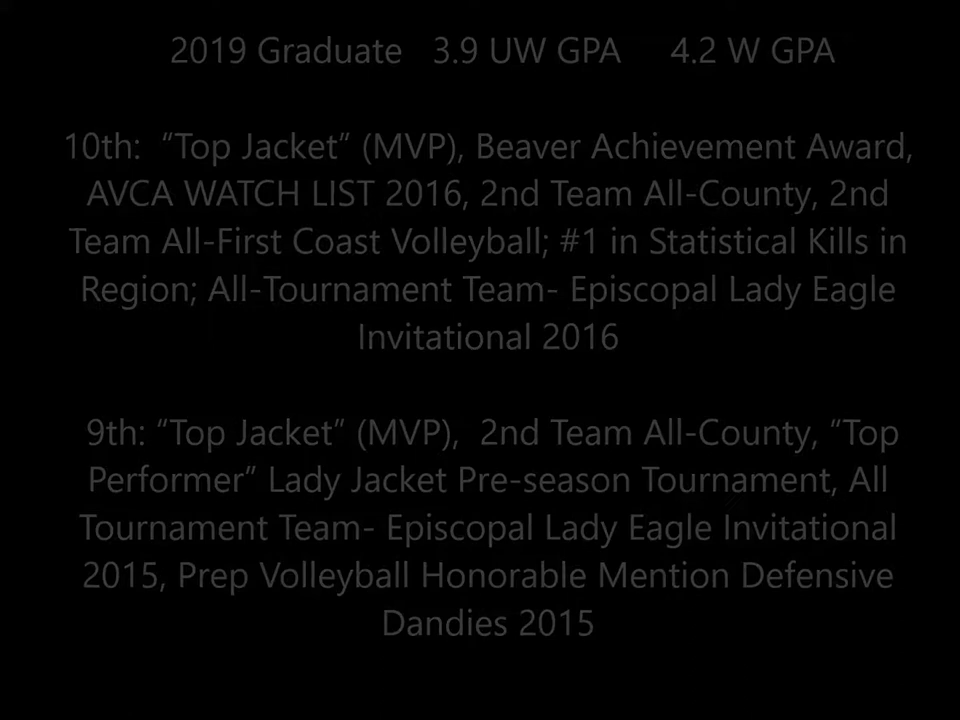 2019 Graduate 3.9 UW GPA 4.2 W GPA
10th: “Top Jacket” (MVP), Beaver Achievement Award,
AVCA WATCH LIST 2016, 2nd Team All-County, 2nd
Team All-First Coast Volleyball; #1 in Statistical Kills in
Region; All-Tournament Team- Episcopal Lady Eagle
Invitational 2016
9th: “Top Jacket” (MVP), 2nd Team All-County, “Top
Performer” Lady Jacket Pre-season Tournament, All
Tournament Team- Episcopal Lady Eagle Invitational
2015, Prep Volleyball Honorable Mention Defensive
Dandies 2015